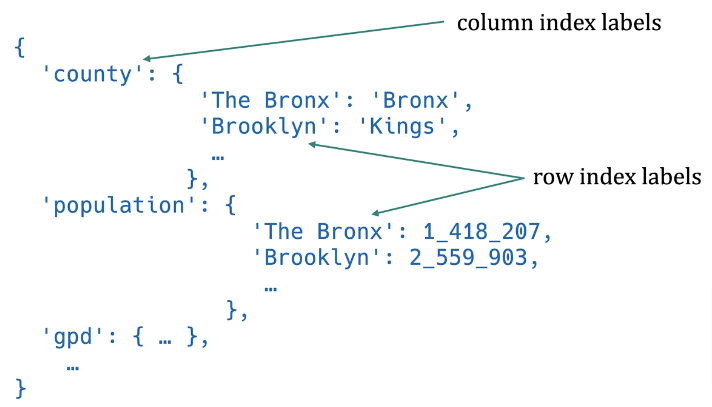 column index labels
{
'county': {
'The Bronx': 'Bronx',
'Brooklyn': 'Kings',
…
},
row index labels
'population': {
'The Bronx': 1_418_207,
'Brooklyn': 2_559_903,
…
},
'gpd': { … },
…
}